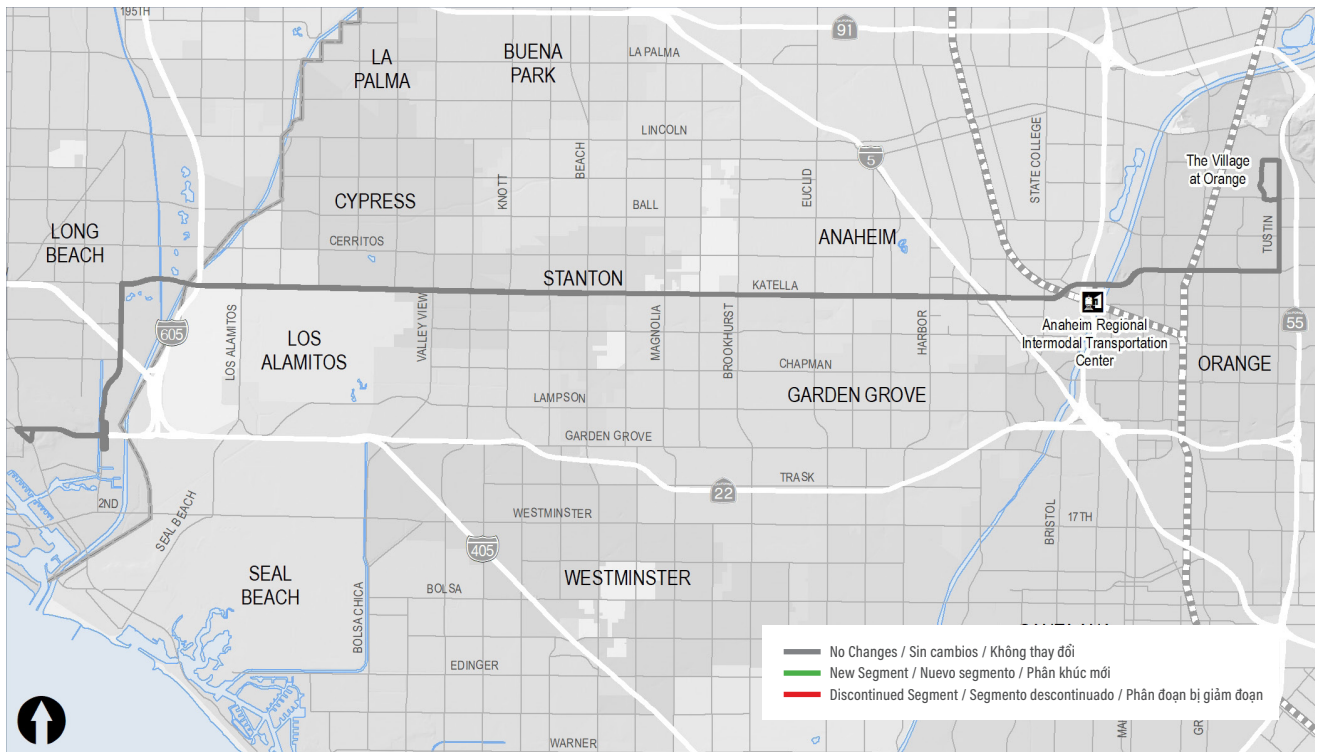 195TH
LA
PALMA
BUENA
PARK
LA PALMA
91
LINCOLN
BEACH
KNOTT
EUCLID
5
STATE COLLEGE
The Village
at Orange
CYPRESS
BALL
LONG
BEACH
CERRITOS
ANAHEIM
TUSTIN
STANTON
KATELLA
605
LOS ALAMITOS
VALLEY VIEW
MAGNOLIA
BROOKHURST
HARBOR
Anaheim Regional
Intermodal Transportation
Center
55
LOS
ALAMITOS
CHAPMAN
ORANGE
LAMPSON
GARDEN GROVE
GARDEN GROVE
TRASK
22
2ND
SEAL BEACH
WESTMINSTER
BRISTOL
17TH
405
SEAL
BEACH
BOLSA CHICA
BOLSA
WESTMINSTER
EDINGER
WARNER
No Changes / Sin cambios / Không thay đổi
New Segment / Nuevo segmento / Phân khúc mới
Discontinued Segment / Segmento descontinuado / Phân đoạn bị giảm đoạn